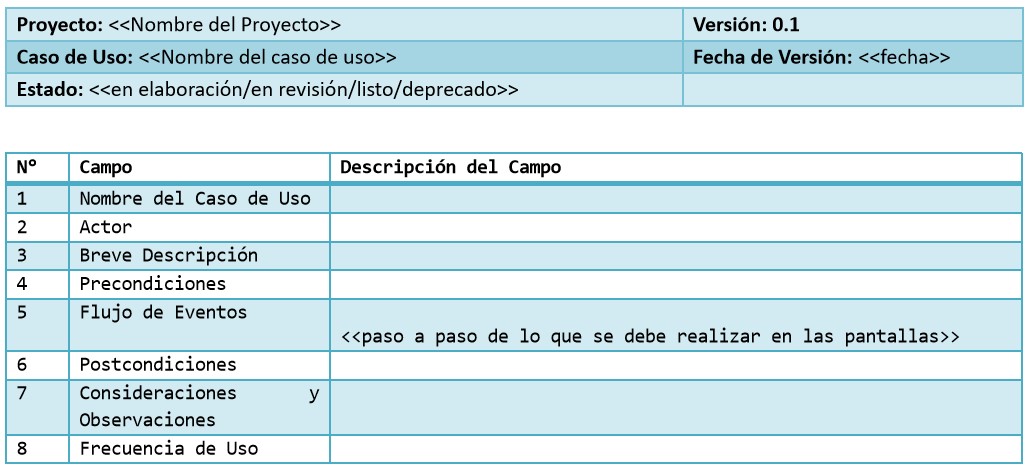 Proyecto: <<Nombre del Proyecto>> Versión: 0.1
Caso de Uso: <<Nombre del caso de uso>> Fecha de Versión: <<fecha>>
Estado: <<en elaboración/en revisión/listo/deprecado>>
N° Campo Descripción del Campo
1 Nombre del Caso de Uso
2 Actor
3 Breve Descripción
4 Precondiciones
5 Flujo de Eventos
<<paso a paso de lo que se debe realizar en las pantallas>>
6 Postcondiciones
7 Consideraciones y
Observaciones
8 Frecuencia de Uso